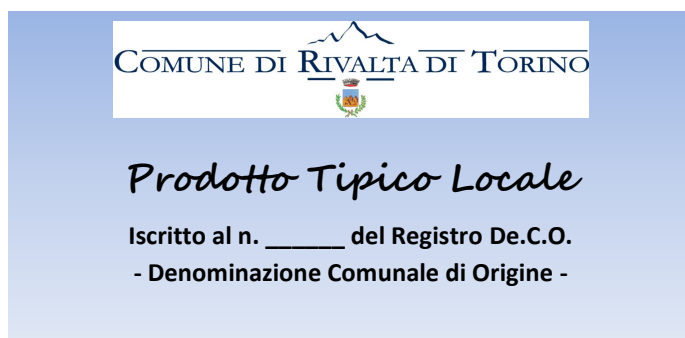 COMUNE DI RIVALTA DI TORINO
Prodotto Tipico Locale
Iscritto al n. ______ del Registro De.C.O.
- Denominazione Comunale di Origine -